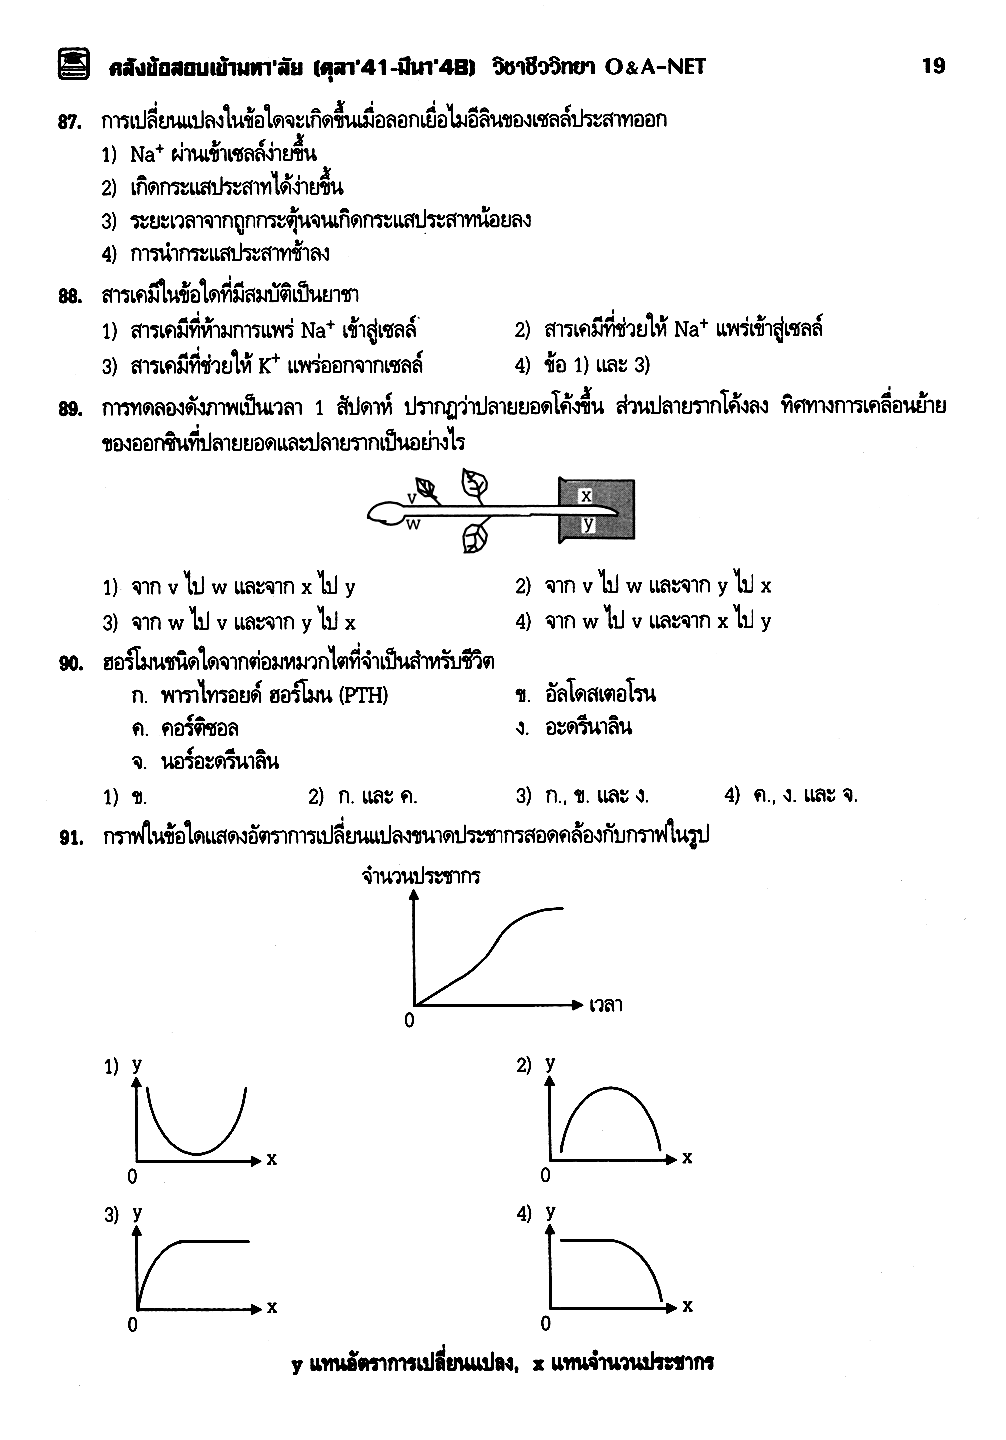 คลังข้อสอบเข้ามหา'ลัย (ตุลา'41-มีนา'48) วิชาชีววิทยา O&A-NET 19
87. การเปลี่ยนแปลงในข้อใดจะเกิดขึ้นเมื่อลอกเยื่อไมอีลินของเซลล์ประสาทออก
1) Na⁺ ผ่านเข้าเซลล์ง่ายขึ้น
2) เกิดกระแสประสาทได้ง่ายขึ้น
3) ระยะเวลาจากถูกกระตุ้นจนเกิดกระแสประสาทน้อยลง
4) การนำกระแสประสาทช้าลง
88. สารเคมีในข้อใดที่มีสมบัติเป็นยาชา
1) สารเคมีที่ห้ามการแพร่ Na⁺ เข้าสู่เซลล์ 2) สารเคมีที่ช่วยให้ Na⁺ แพร่เข้าสู่เซลล์
3) สารเคมีที่ช่วยให้ K⁺ แพร่ออกจากเซลล์ 4) ข้อ 1) และ 3)
89. การทดลองดังภาพเป็นเวลา 1 สัปดาห์ ปรากฏว่าปลายยอดโค้งขึ้น ส่วนปลายรากโค้งลง ทิศทางการเคลื่อนย้าย
ของออกซินที่ปลายยอดและปลายรากเป็นอย่างไร
v x
w y
1) จาก v ไป w และจาก x ไป y 2) จาก v ไป w และจาก y ไป x
3) จาก w ไป v และจาก y ไป x 4) จาก w ไป v และจาก x ไป y
90. ฮอร์โมนชนิดใดจากต่อมหมวกไตที่จำเป็นสำหรับชีวิต
ก. พาราไทรอยด์ ฮอร์โมน (PTH) ข. อัลโดสเตอโรน
ค. คอร์ติซอล ง. อะดรีนาลิน
จ. นอร์อะดรีนาลิน
1) ข. 2) ก. และ ค. 3) ก., ข. และ ง. 4) ค., ง. และ จ.
91. กราฟในข้อใดแสดงอัตราการเปลี่ยนแปลงขนาดประชากรสอดคล้องกับกราฟในรูป
จำนวนประชากร
เวลา
0
1) y 2) y
x x
0 0
3) y 4) y
x x
0 0
y แทนอัตราการเปลี่ยนแปลง, x แทนจำนวนประชากร